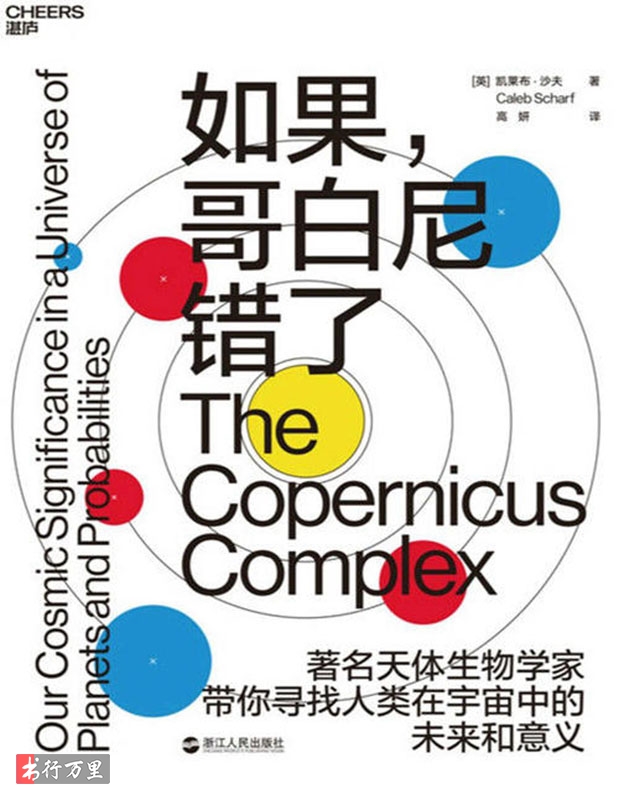 CHEERS
湛庐
[英] 凯莱布·沙夫 著
Caleb Scharf
高 妍 译
如果，
哥白尼
错了
The
Copernicus
Complex
Our Cosmic Significance in a Universe of
Planets and Probabilities
著名天体生物学家
带你寻找人类在宇宙中的
未来和意义
浙江人民出版社
书行万里